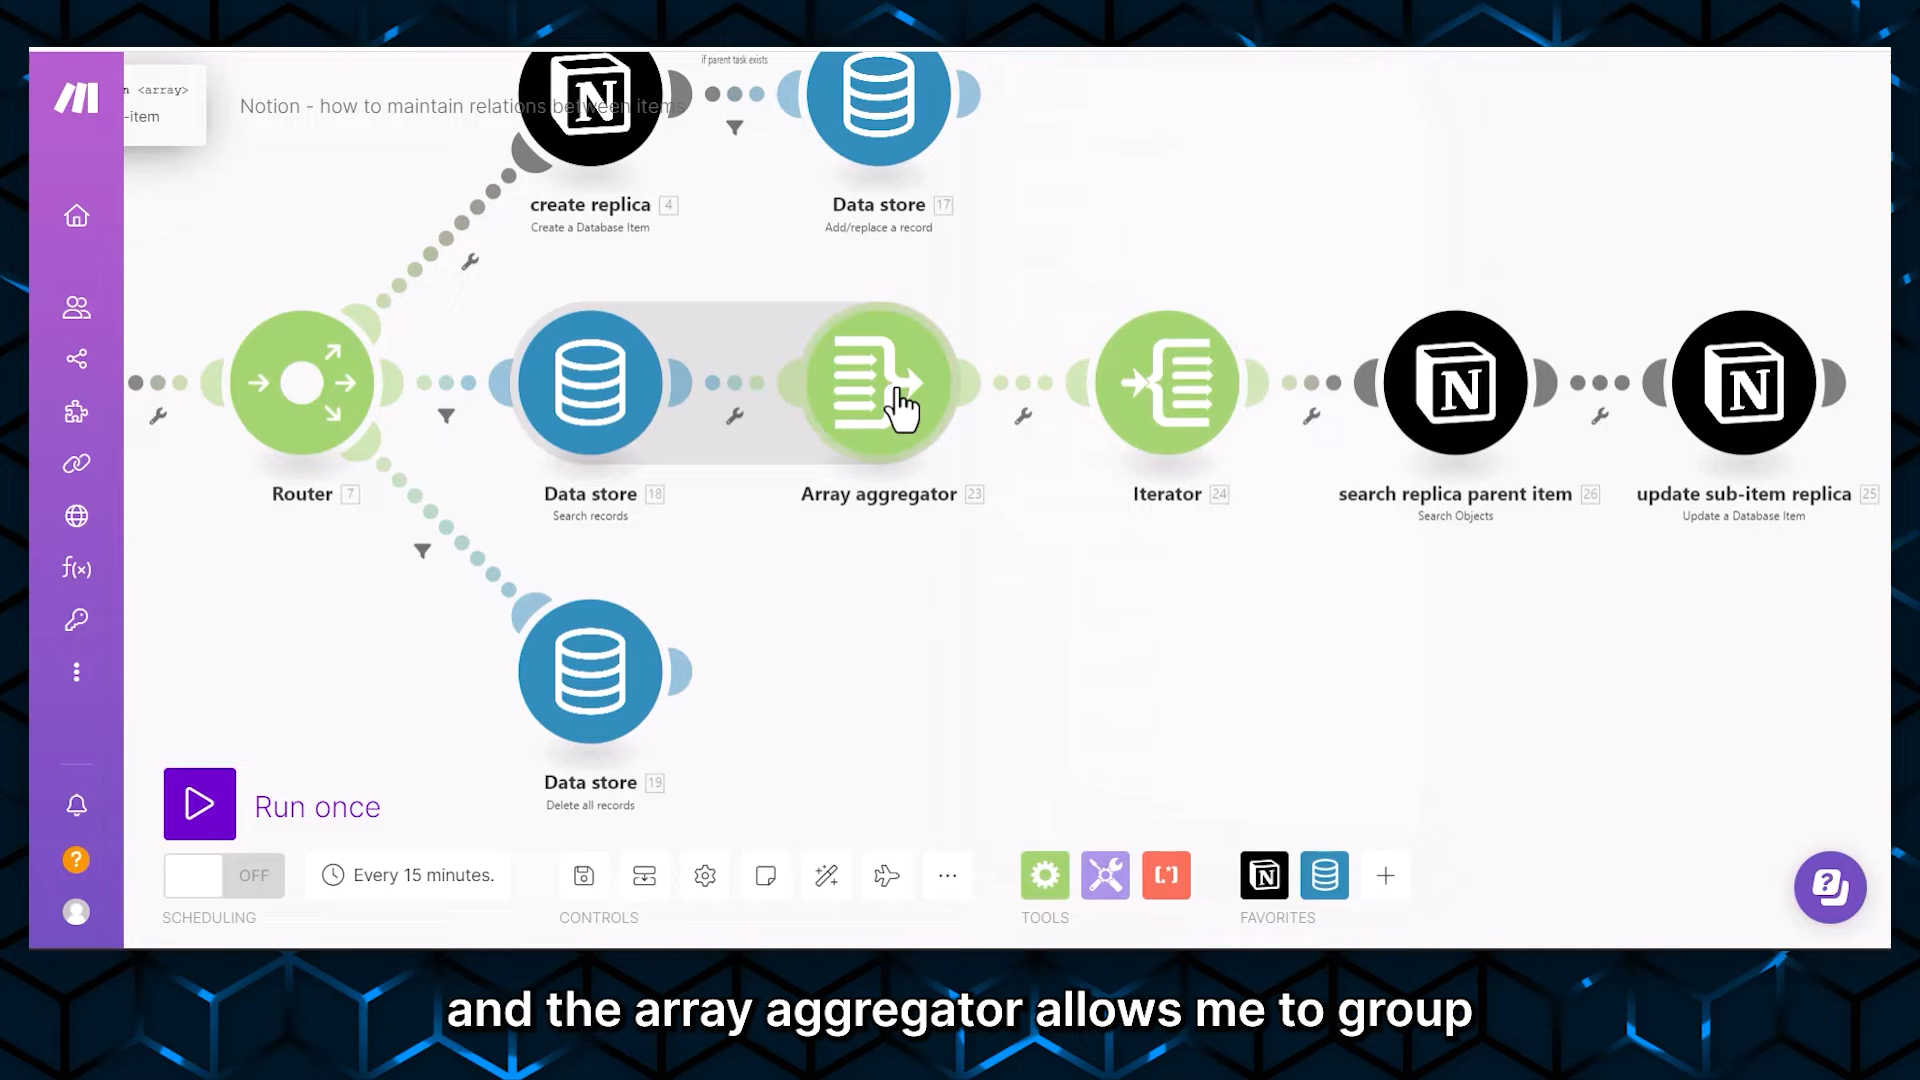 n <array>
-item
Notion - how to maintain relations between items
if parent task exists
create replica 4
Create a Database Item
Data store 17
Add/replace a record
Router 7
Data store 18
Search records
Array aggregator 23
Iterator 24
search replica parent item 26
Search Objects
update sub-item replica 25
Update a Database Item
Data store 19
Delete all records
Run once
OFF
Every 15 minutes.
SCHEDULING
CONTROLS
TOOLS
FAVORITES
and the array aggregator allows me to group